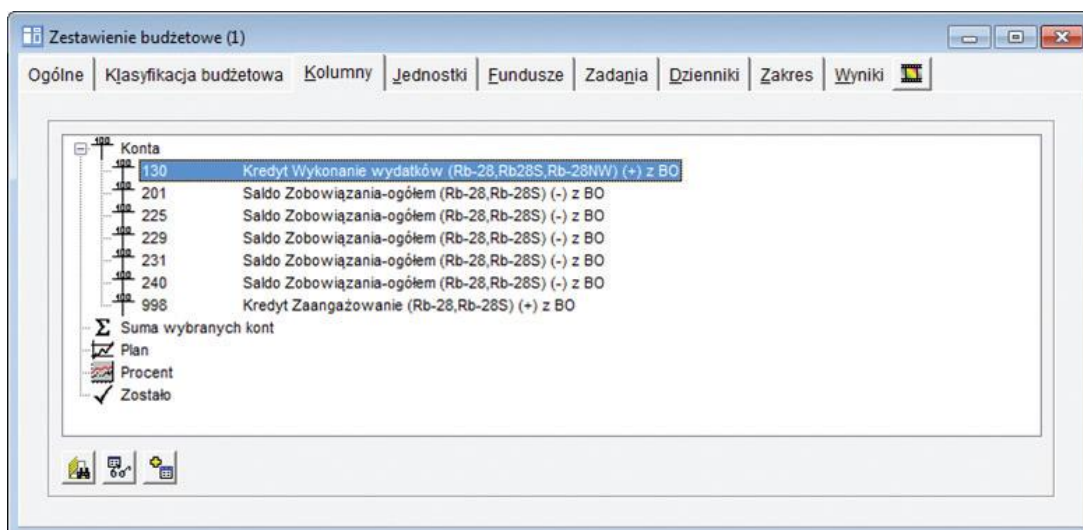 Zestawienie budżetowe (1)
Ogólne Klasyfikacja budżetowa Kolumny Jednostki Fundusze Zadania Dzienniki Zakres Wyniki
Konta
130 Kredyt Wykonanie wydatków (Rb-28,Rb28S,Rb-28NW) (+) z BO
201 Saldo Zobowiązania-ogółem (Rb-28,Rb-28S) (-) z BO
225 Saldo Zobowiązania-ogółem (Rb-28,Rb-28S) (-) z BO
229 Saldo Zobowiązania-ogółem (Rb-28,Rb-28S) (-) z BO
231 Saldo Zobowiązania-ogółem (Rb-28,Rb-28S) (-) z BO
240 Saldo Zobowiązania-ogółem (Rb-28,Rb-28S) (-) z BO
998 Kredyt Zaangażowanie (Rb-28,Rb-28S) (+) z BO
Suma wybranych kont
Plan
Procent
Zostało